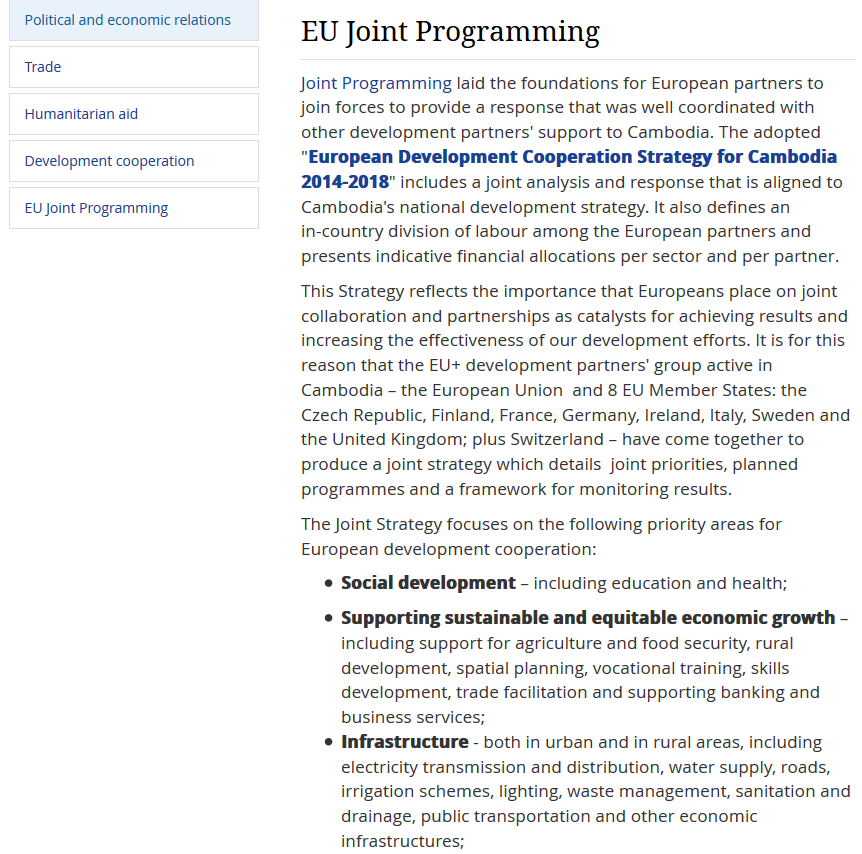 Political and economic relations
Trade
Humanitarian aid
Development cooperation
EU Joint Programming
EU Joint Programming
Joint Programming laid the foundations for European partners to
join forces to provide a response that was well coordinated with
other development partners' support to Cambodia. The adopted
"European Development Cooperation Strategy for Cambodia
2014-2018" includes a joint analysis and response that is aligned to
Cambodia's national development strategy. It also defines an
in-country division of labour among the European partners and
presents indicative financial allocations per sector and per partner.
This Strategy reflects the importance that Europeans place on joint
collaboration and partnerships as catalysts for achieving results and
increasing the effectiveness of our development efforts. It is for this
reason that the EU+ development partners' group active in
Cambodia – the European Union  and 8 EU Member States: the
Czech Republic, Finland, France, Germany, Ireland, Italy, Sweden and
the United Kingdom; plus Switzerland – have come together to
produce a joint strategy which details  joint priorities, planned
programmes and a framework for monitoring results.
The Joint Strategy focuses on the following priority areas for
European development cooperation:
• Social development – including education and health;
• Supporting sustainable and equitable economic growth –
including support for agriculture and food security, rural
development, spatial planning, vocational training, skills
development, trade facilitation and supporting banking and
business services;
• Infrastructure - both in urban and in rural areas, including
electricity transmission and distribution, water supply, roads,
irrigation schemes, lighting, waste management, sanitation and
drainage, public transportation and other economic
infrastructures;